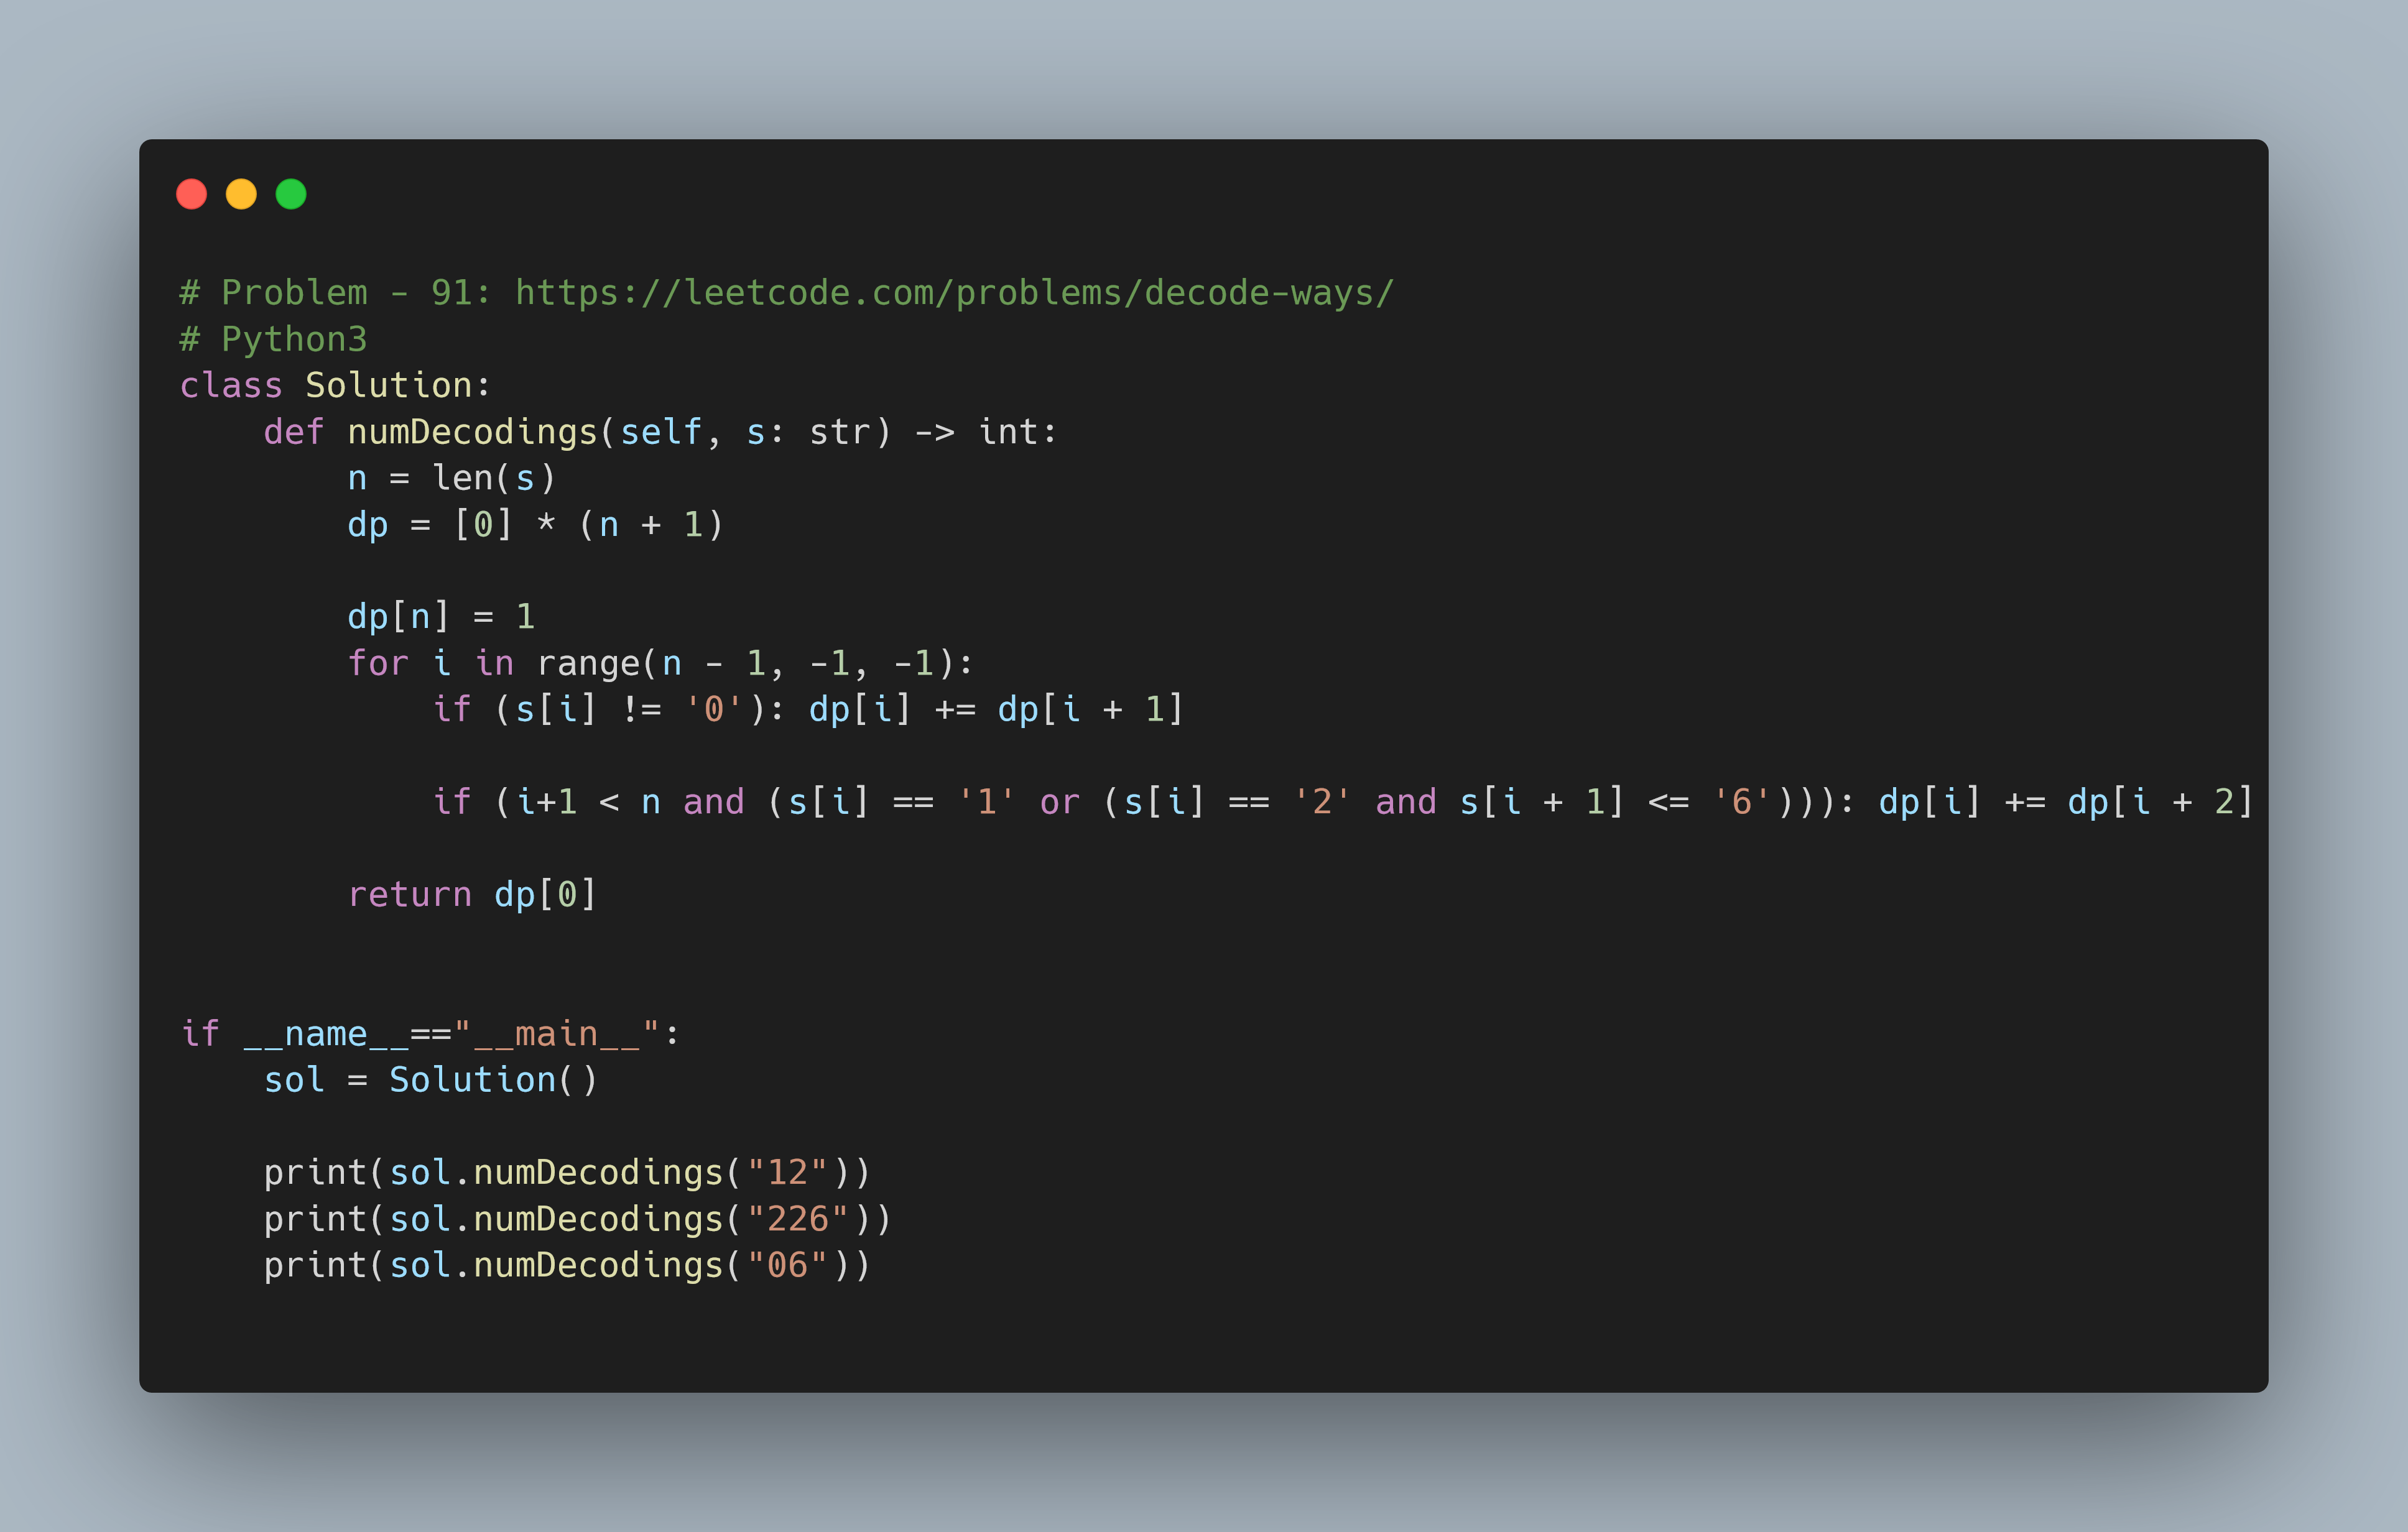 # Problem - 91: https://leetcode.com/problems/decode-ways/
# Python3
class Solution:
    def numDecodings(self, s: str) -> int:
        n = len(s)
        dp = [0] * (n + 1)

        dp[n] = 1
        for i in range(n - 1, -1, -1):
            if (s[i] != '0'): dp[i] += dp[i + 1]

            if (i+1 < n and (s[i] == '1' or (s[i] == '2' and s[i + 1] <= '6'))): dp[i] += dp[i + 2]

        return dp[0]


if __name__=="__main__":
    sol = Solution()

    print(sol.numDecodings("12"))
    print(sol.numDecodings("226"))
    print(sol.numDecodings("06"))